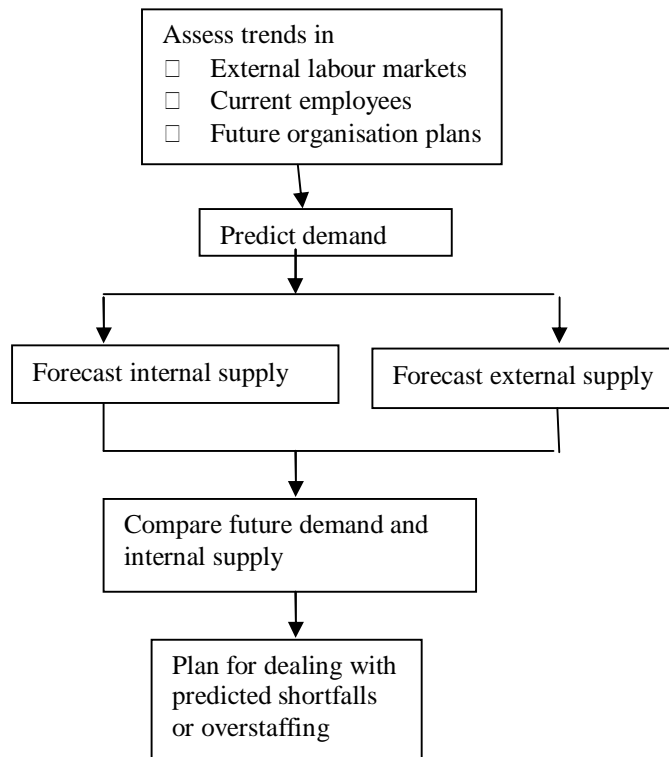 Assess trends in
□ External labour markets
□ Current employees
□ Future organisation plans
Predict demand
Forecast internal supply
Forecast external supply
Compare future demand and
internal supply
Plan for dealing with
predicted shortfalls
or overstaffing